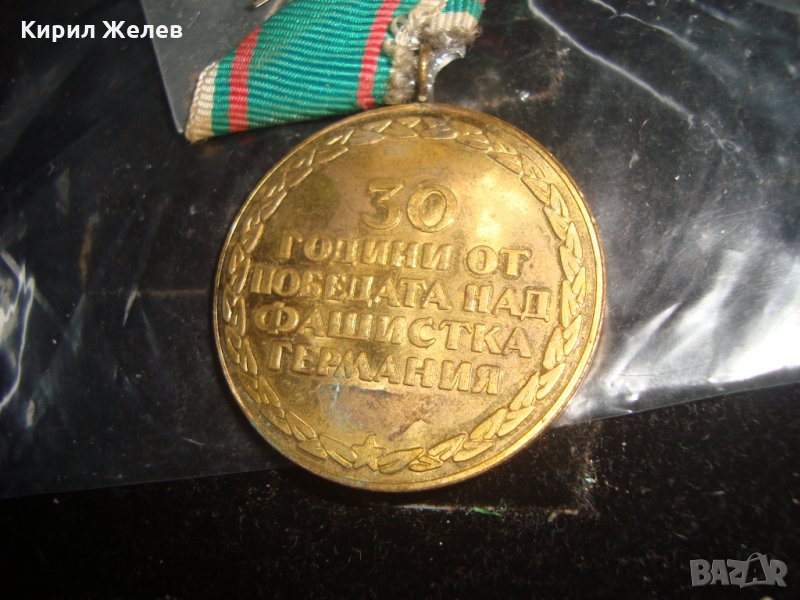 Кирил Желев
30
ГОДИНИ ОТ
ПОБЕДАТА НАД
ФАШИСТКА
ГЕРМАНИЯ
BAZAR